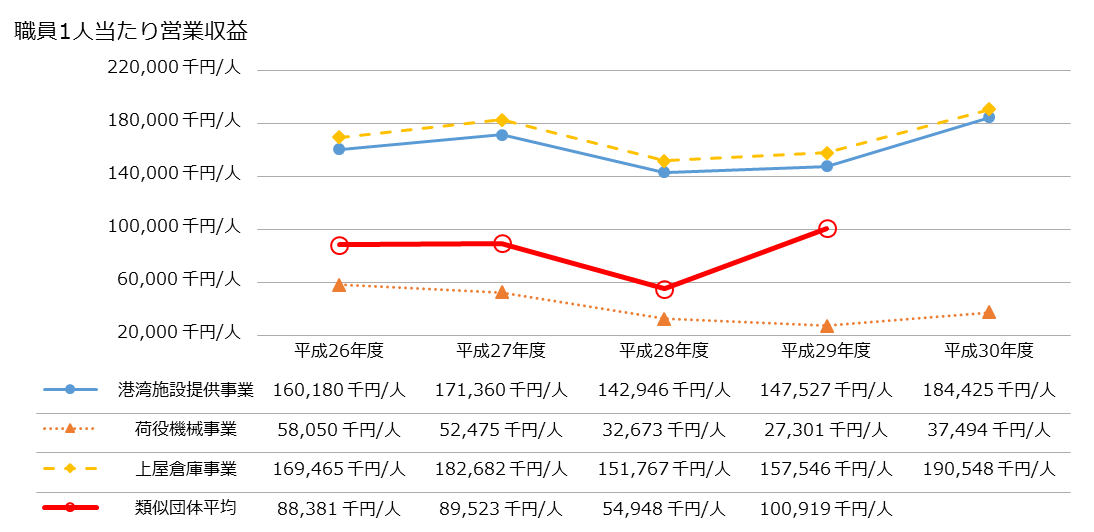 職員1人当たり営業収益
220,000 千円/人
180,000 千円/人
140,000 千円/人
100,000 千円/人
60,000 千円/人
20,000 千円/人
平成26年度 平成27年度 平成28年度 平成29年度 平成30年度
港湾施設提供事業 160,180 千円/人 171,360 千円/人 142,946 千円/人 147,527 千円/人 184,425 千円/人
荷役機械事業 58,050 千円/人 52,475 千円/人 32,673 千円/人 27,301 千円/人 37,494 千円/人
上屋倉庫事業 169,465 千円/人 182,682 千円/人 151,767 千円/人 157,546 千円/人 190,548 千円/人
類似団体平均 88,381 千円/人 89,523 千円/人 54,948 千円/人 100,919 千円/人